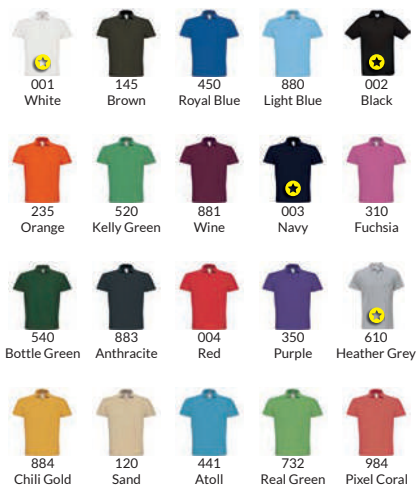 001 145 450 880 002
White Brown Royal Blue Light Blue Black
235 520 881 003 310
Orange Kelly Green Wine Navy Fuchsia
540 883 004 350 610
Bottle Green Anthracite Red Purple Heather Grey
884 120 441 732 984
Chili Gold Sand Atoll Real Green Pixel Coral